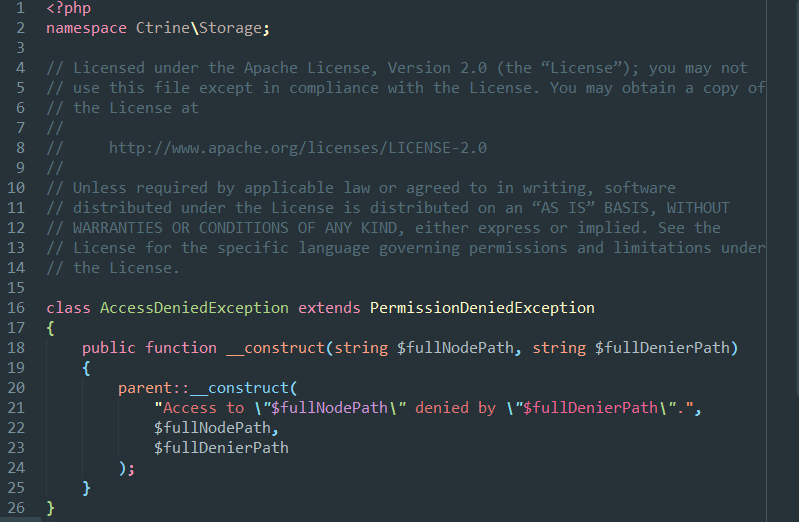 1 <?php
2 namespace Ctrine\Storage;
3
4 // Licensed under the Apache License, Version 2.0 (the “License”); you may not
5 // use this file except in compliance with the License. You may obtain a copy of
6 // the License at
7 //
8 //     http://www.apache.org/licenses/LICENSE-2.0
9 //
10 // Unless required by applicable law or agreed to in writing, software
11 // distributed under the License is distributed on an “AS IS” BASIS, WITHOUT
12 // WARRANTIES OR CONDITIONS OF ANY KIND, either express or implied. See the
13 // License for the specific language governing permissions and limitations under
14 // the License.
15
16 class AccessDeniedException extends PermissionDeniedException
17 {
18     public function __construct(string $fullNodePath, string $fullDenierPath)
19     {
20         parent::__construct(
21             "Access to \"$fullNodePath\" denied by \"$fullDenierPath\".",
22             $fullNodePath,
23             $fullDenierPath
24         );
25     }
26 }